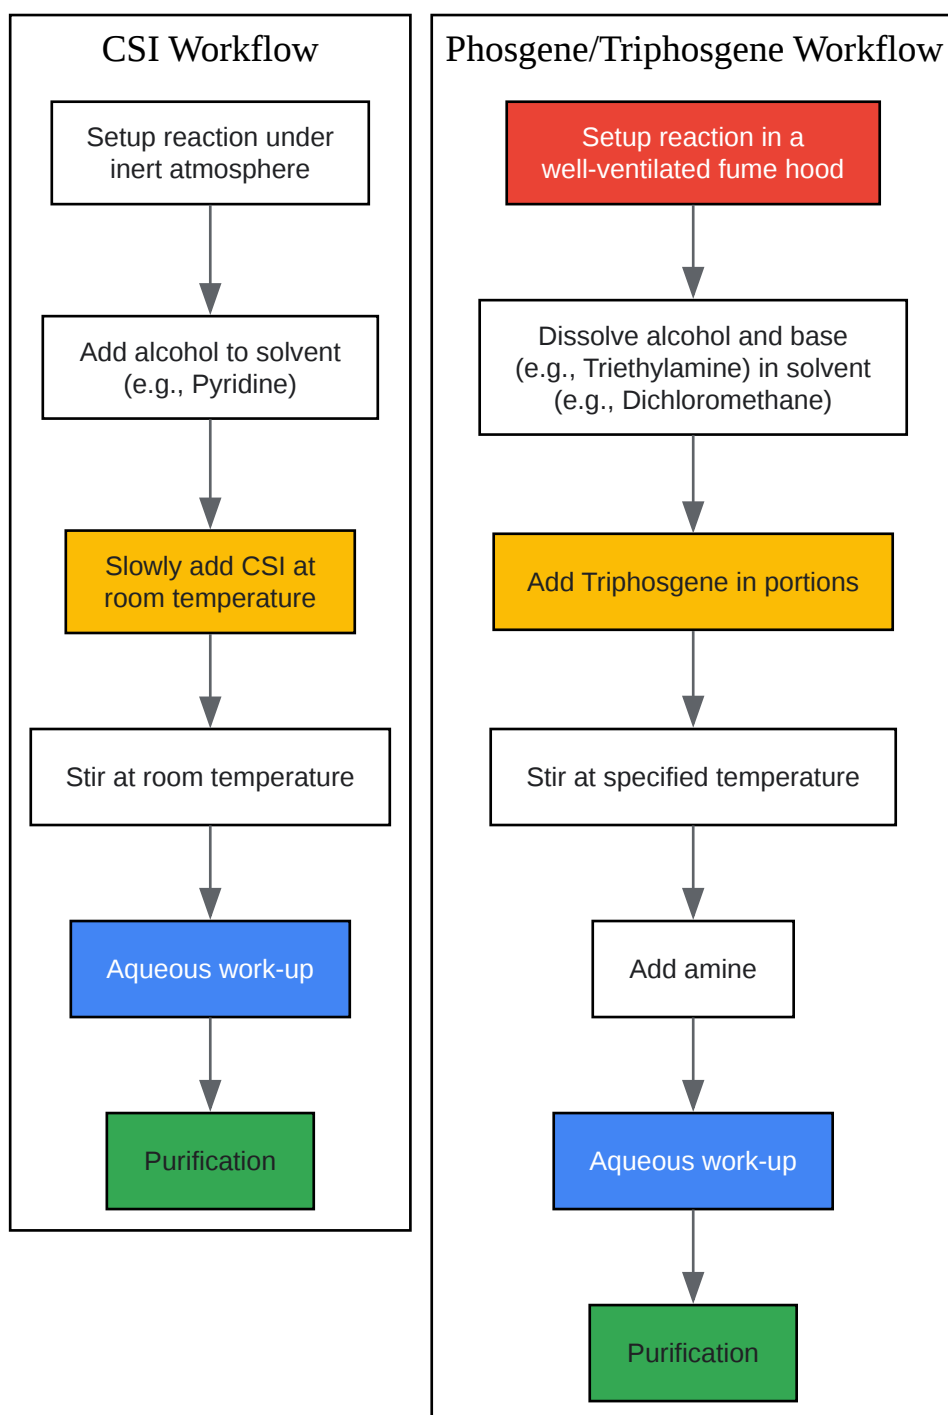 CSI Workflow
Setup reaction under
inert atmosphere
Add alcohol to solvent
(e.g., Pyridine)
Slowly add CSI at
room temperature
Stir at room temperature
Aqueous work-up
Purification
Phosgene/Triphosgene Workflow
Setup reaction in a
well-ventilated fume hood
Dissolve alcohol and base
(e.g., Triethylamine) in solvent
(e.g., Dichloromethane)
Add Triphosgene in portions
Stir at specified temperature
Add amine
Aqueous work-up
Purification